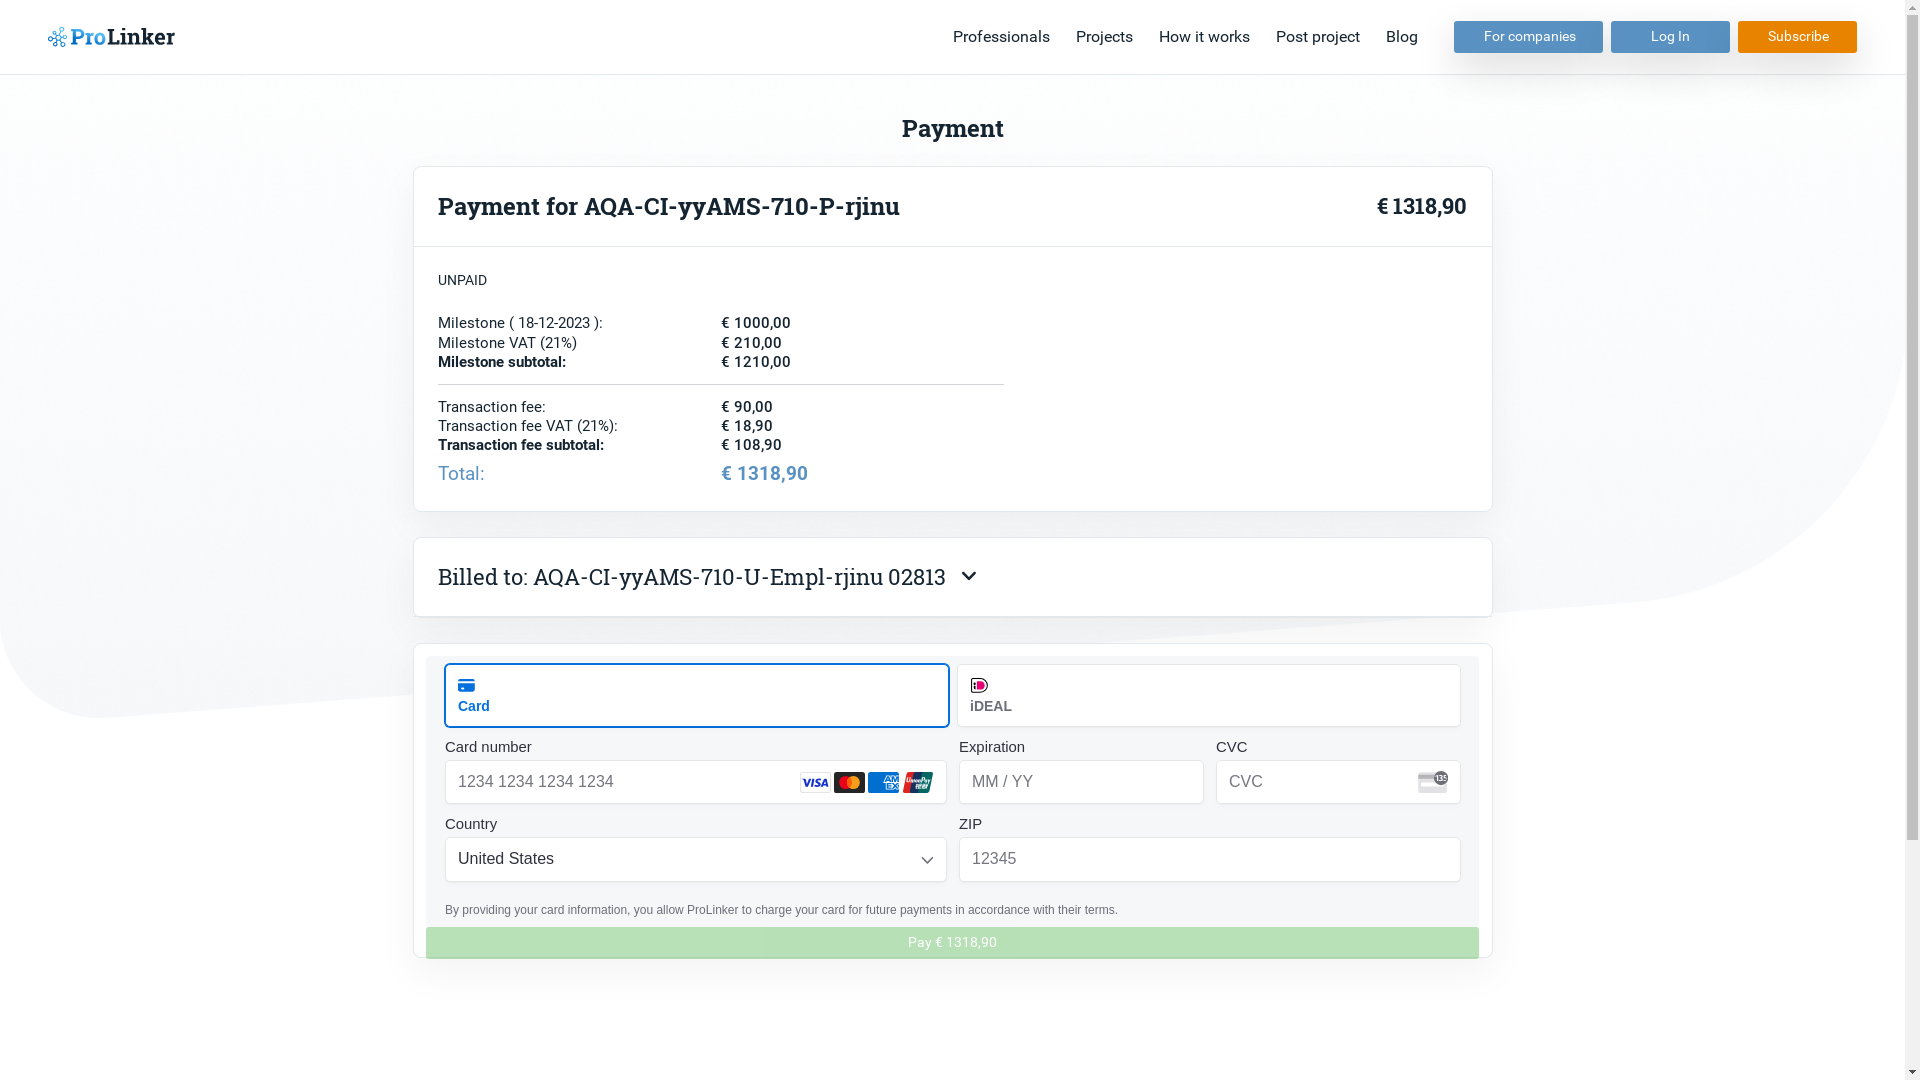 ProLinker
Professionals Projects How it works Post project Blog For companies Log In Subscribe
Payment
Payment for AQA-CI-yyAMS-710-P-rjinu € 1318,90
UNPAID
Milestone ( 18-12-2023 ): € 1000,00
Milestone VAT (21%) € 210,00
Milestone subtotal: € 1210,00
Transaction fee: € 90,00
Transaction fee VAT (21%): € 18,90
Transaction fee subtotal: € 108,90
Total: € 1318,90
Billed to: AQA-CI-yyAMS-710-U-Empl-rjinu 02813
Card iDEAL
Card number Expiration CVC
1234 1234 1234 1234 VISA AM EX UnionPay MM / YY CVC 135
Country ZIP
United States 12345
By providing your card information, you allow ProLinker to charge your card for future payments in accordance with their terms.
Pay € 1318,90